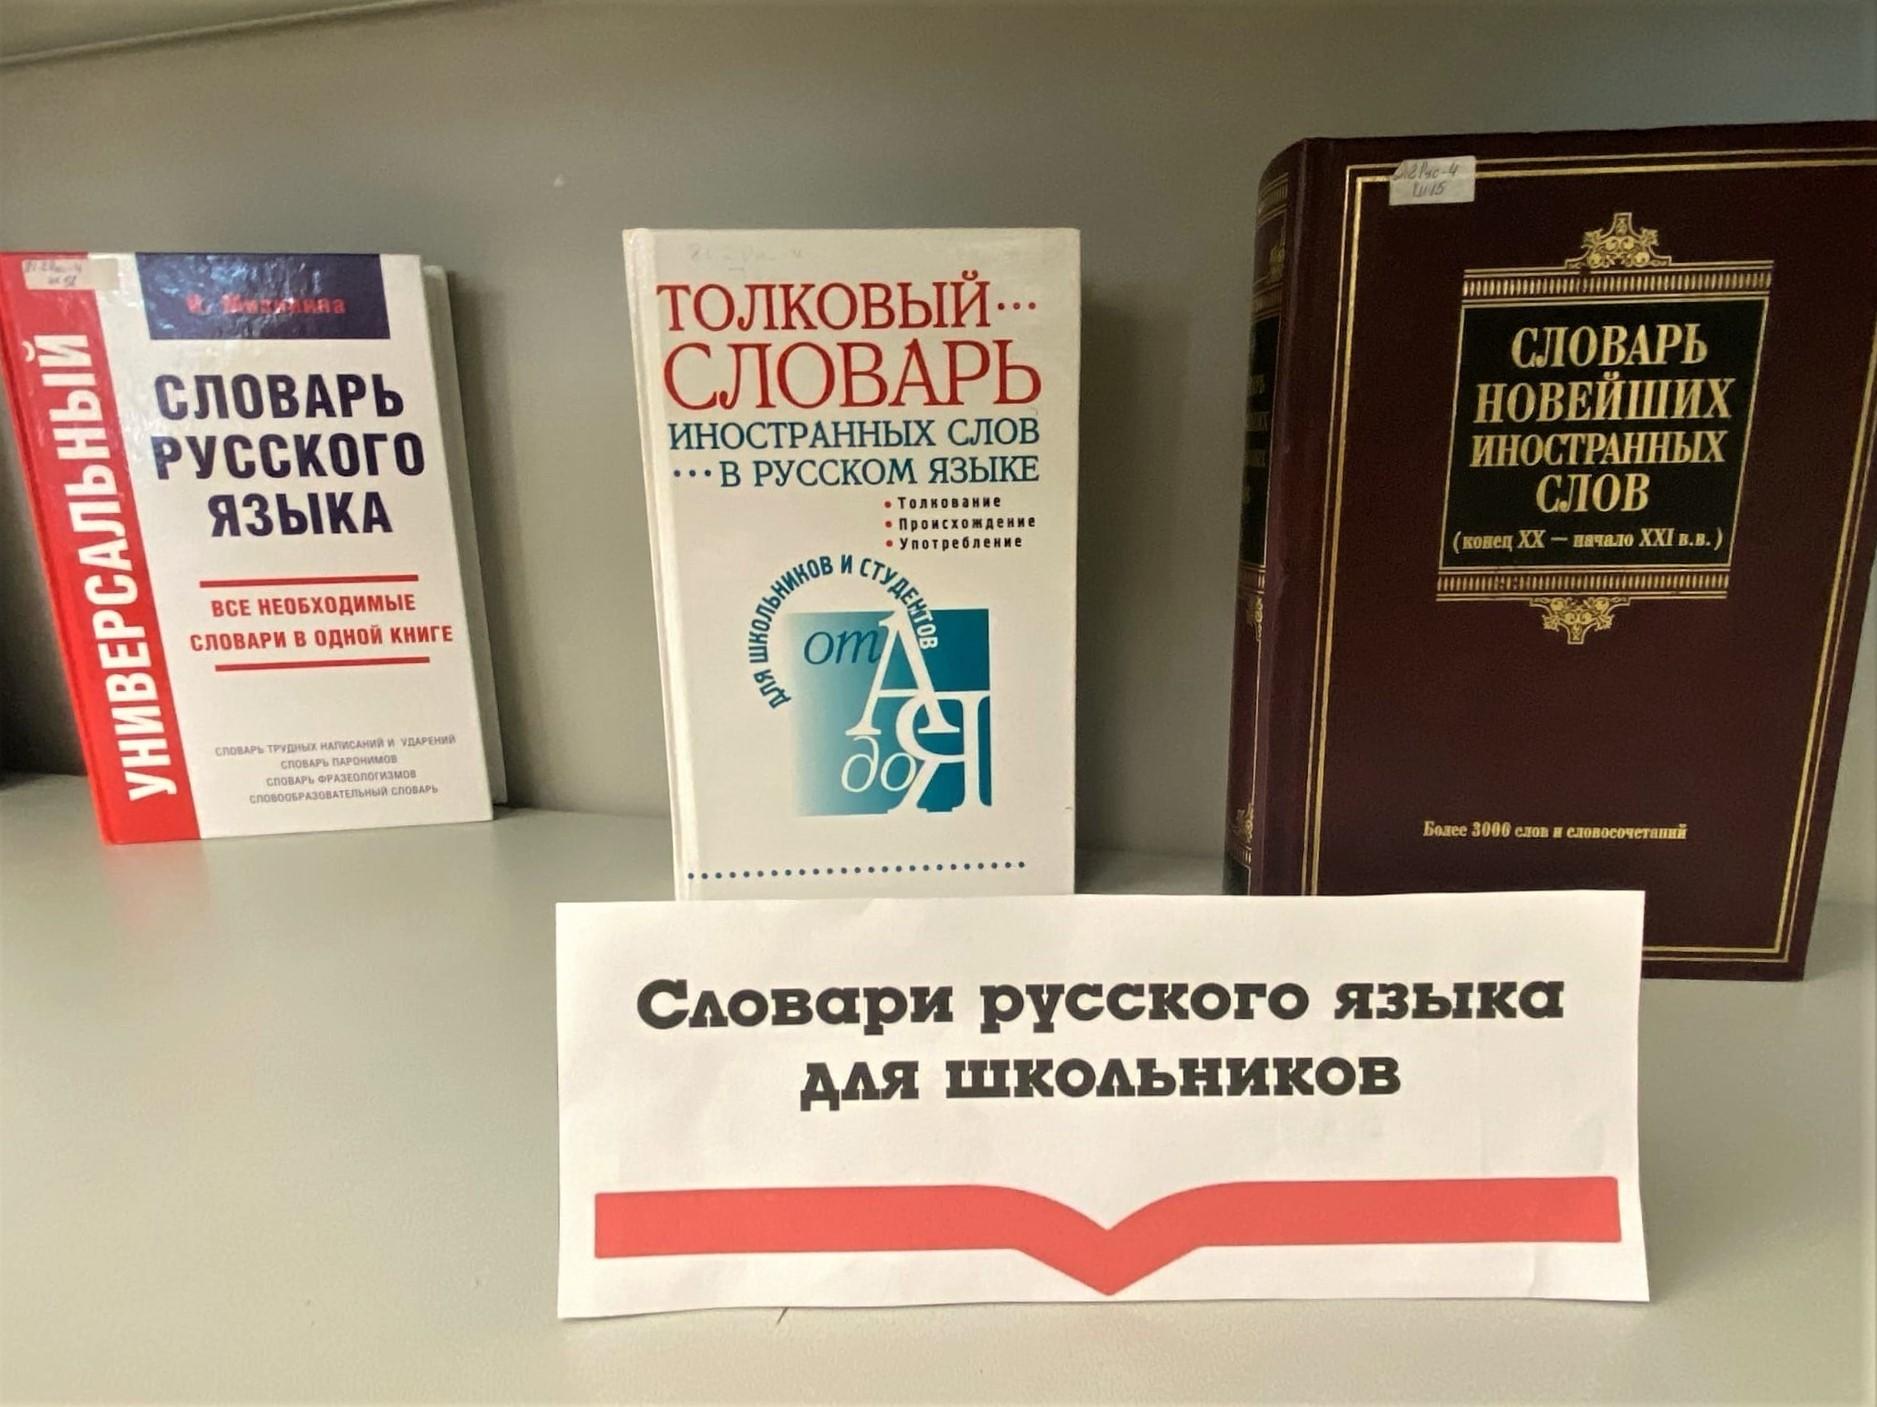 УНИВЕРСАЛЬНЫЙ
СЛОВАРЬ
РУССКОГО
ЯЗЫКА
ВСЕ НЕОБХОДИМЫЕ
СЛОВАРИ В ОДНОЙ КНИГЕ
СЛОВАРЬ ТРУДНЫХ НАПИСАНИЙ И УДАРЕНИЙ
СЛОВАРЬ ПАРОНИМОВ
СЛОВАРЬ ФРАЗЕОЛОГИЗМОВ
СЛОВООБРАЗОВАТЕЛЬНЫЙ СЛОВАРЬ
ТОЛКОВЫЙ...
СЛОВАРЬ
ИНОСТРАННЫХ СЛОВ
...В РУССКОМ ЯЗЫКЕ
• Толкование
• Происхождение
• Употребление
ДЛЯ ШКОЛЬНИКОВ И СТУДЕНТОВ
от А
до Я
СЛОВАРЬ
НОВЕЙШИХ
ИНОСТРАННЫХ
СЛОВ
(конец XX — начало XXI в.в.)
Более 3000 слов и словосочетаний
Словари русского языка
для школьников